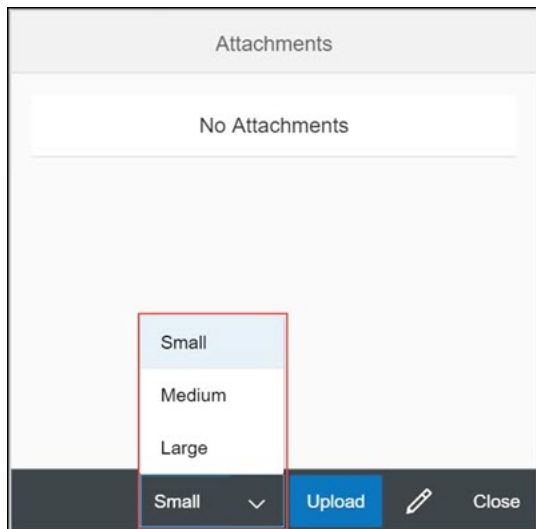 Attachments
No Attachments
Small
Medium
Large
Small Upload Close